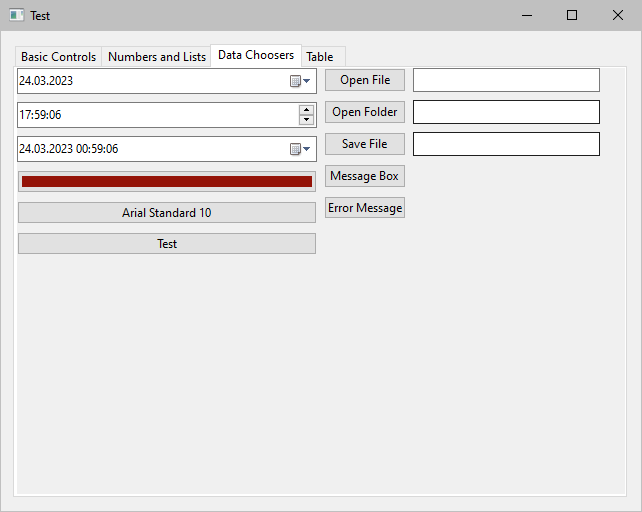 Test
Basic Controls
Numbers and Lists
Data Choosers
Table
24.03.2023
17:59:06
24.03.2023 00:59:06
Arial Standard 10
Test
Open File
Open Folder
Save File
Message Box
Error Message